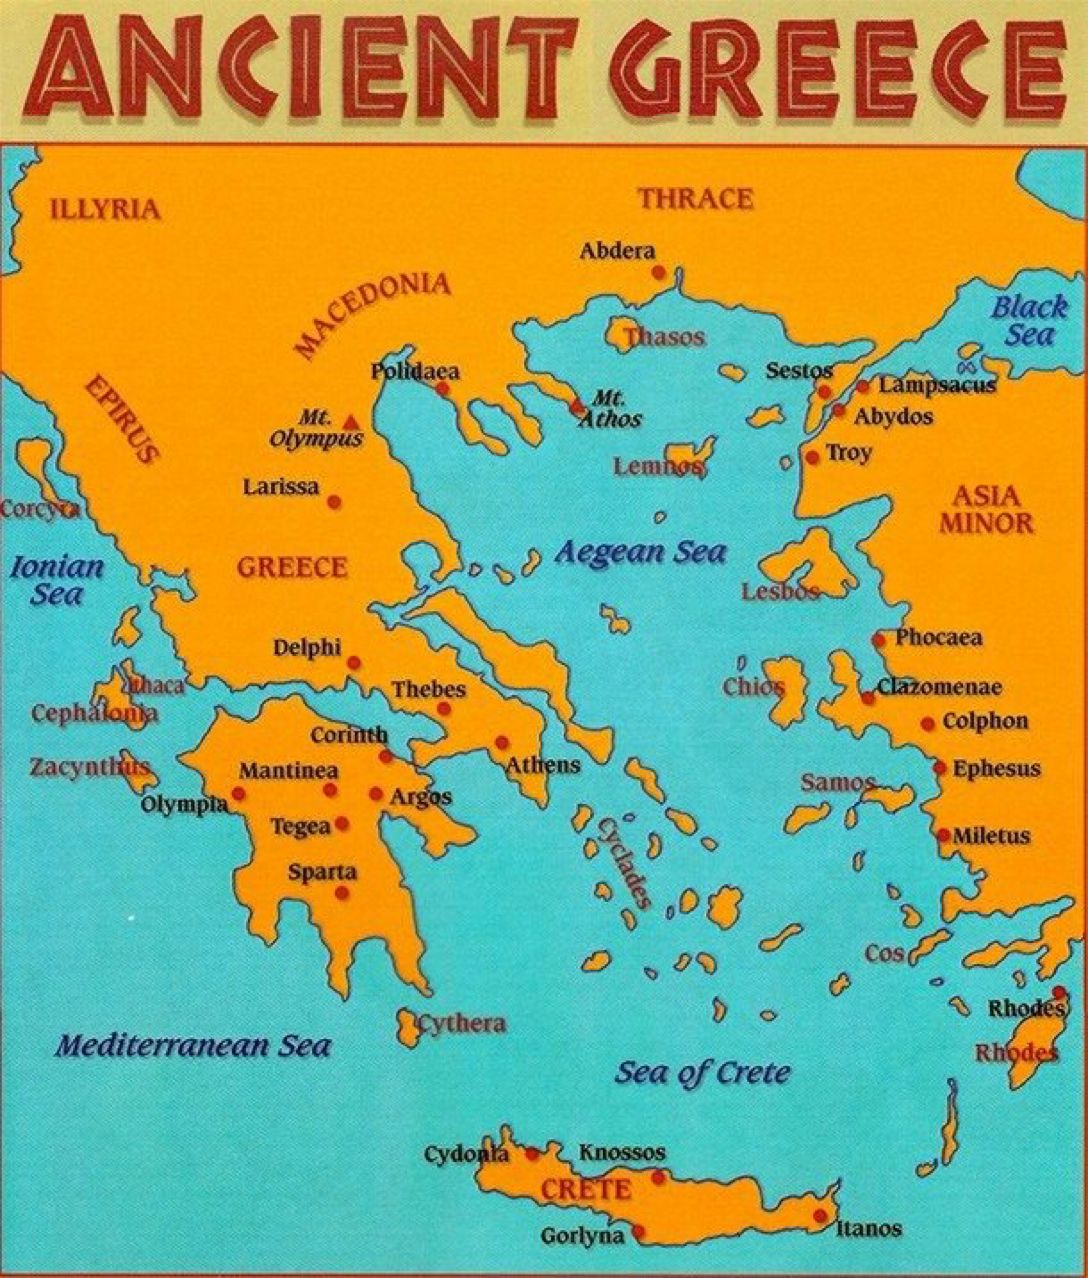 ANCIENT GREECE
ILLYRIA
THRACE
Abdera
MACEDONIA
Black
Sea
Thasos
Polidaea
Sestos
Lampsacus
EPIRUS
Mt.
Athos
Abydos
Mt.
Olympus
Troy
Lemnos
Larissa
ASIA
MINOR
Corcyra
Ionian
Sea
GREECE
Aegean Sea
Lesbos
Phocaea
Delphi
Ithaca
Thebes
Chios
Clazomenae
Cephalonia
Colphon
Corinth
Zacynthus
Mantinea
Athens
Ephesus
Samos
Olympia
Argos
Tegea
Cyclades
Miletus
Sparta
Cos
Rhodes
Cythera
Mediterranean Sea
Rhodes
Sea of Crete
Cydonia
Knossos
CRETE
Gorlyna
Itanos